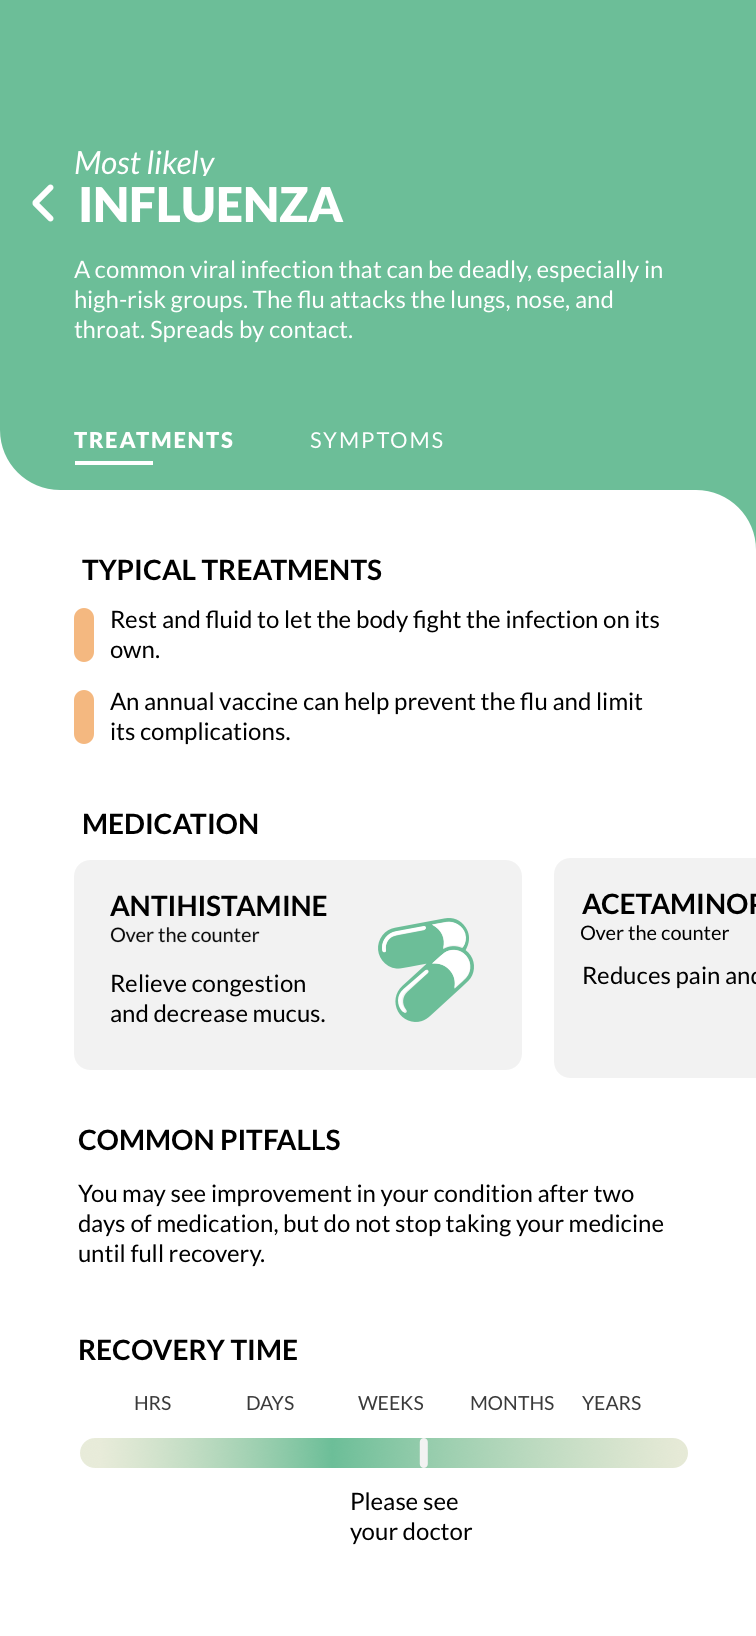 Most likely
INFLUENZA
A common viral infection that can be deadly, especially in
high-risk groups. The flu attacks the lungs, nose, and
throat. Spreads by contact.
TREATMENTS SYMPTOMS
TYPICAL TREATMENTS
Rest and fluid to let the body fight the infection on its
own.
An annual vaccine can help prevent the flu and limit
its complications.
MEDICATION
ANTIHISTAMINE
Over the counter
Relieve congestion
and decrease mucus.
Over the counter
Reduces pain
COMMON PITFALLS
You may see improvement in your condition after two
days of medication, but do not stop taking your medicine
until full recovery.
RECOVERY TIME
HRS DAYS WEEKS MONTHS YEARS
Please see
your doctor